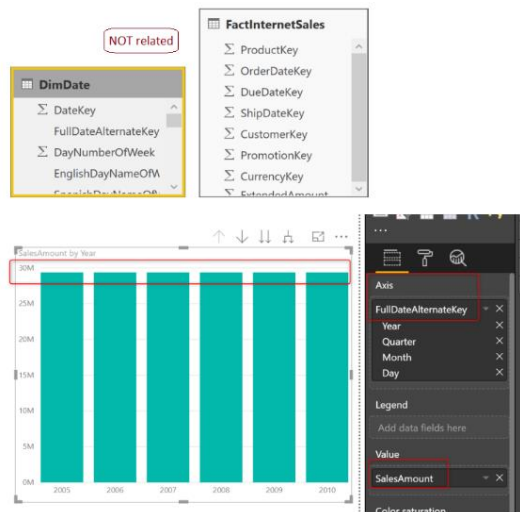 NOT related
FactInternetSales
ProductKey
OrderDateKey
DueDateKey
ShipDateKey
CustomerKey
PromotionKey
CurrencyKey
ExtendedAmount
DimDate
DateKey
FullDateAlternateKey
DayNumberOfWeek
EnglishDayNameOfW
SalesAmount by Year
30M
25M
20M
15M
10M
5M
0M
2005 2006 2007 2008 2009 2010
Axis
FullDateAlternateKey
Year
Quarter
Month
Day
Legend
Add data fields here
Value
SalesAmount
Color saturation